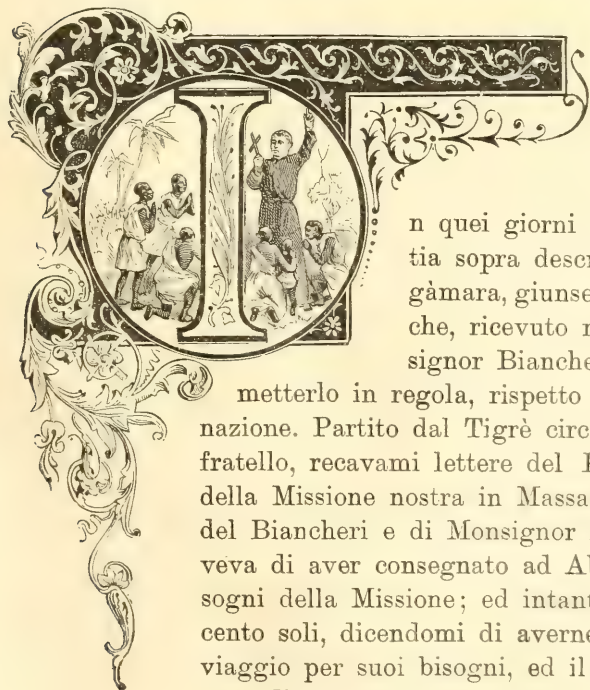 In quei giorni
tia sopra descr
gàmara, giunse
che, ricevuto
signor Bianche
metterlo in regola, rispetto
nazione. Partito dal Tigrè circ
fratello, recavami lettere del
della Missione nostra in Massa
del Biancheri e di Monsignor
veva di aver consegnato ad A
sogni della Missione; ed intant
cento soli, dicendomi di averne
viaggio per suoi bisogni, ed il